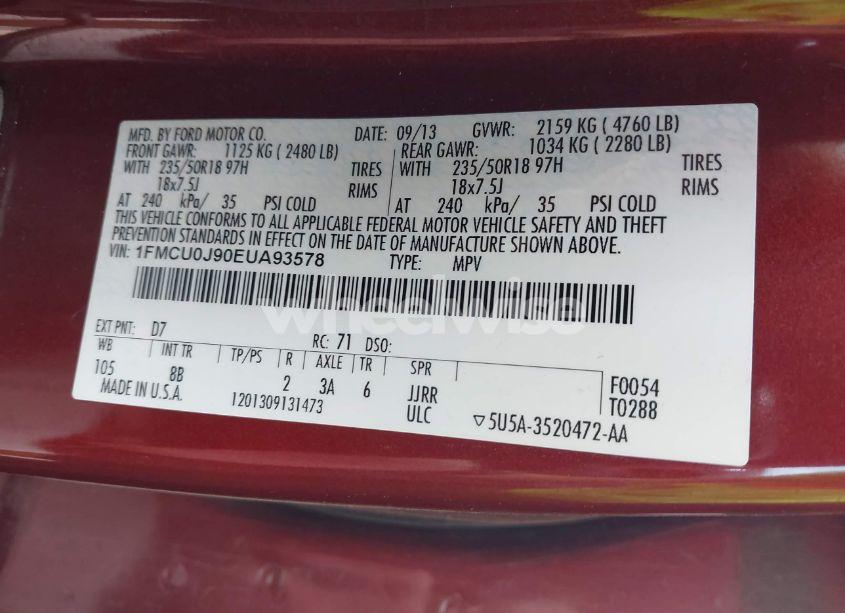 MFD. BY FORD MOTOR CO. DATE: 09/13 GVWR: 2159 KG ( 4760 LB)
FRONT GAWR: 1125 KG ( 2480 LB) REAR GAWR: 1034 KG ( 2280 LB)
WITH 235/50R18 97H TIRES WITH 235/50R18 97H TIRES
18x7.5J RIMS 18x7.5J RIMS
AT 240 kPa/ 35 PSI COLD AT 240 kPa/ 35 PSI COLD
THIS VEHICLE CONFORMS TO ALL APPLICABLE FEDERAL MOTOR VEHICLE SAFETY AND THEFT
PREVENTION STANDARDS IN EFFECT ON THE DATE OF MANUFACTURE SHOWN ABOVE.
VIN: 1FMCU0J90EUA93578 TYPE: MPV
wheelwise
EXT PNT: D7 RC: 71 DSO:
WB INT TR TP/PS R AXLE TR SPR
105 8B 2 3A 6 JJRR F0054
MADE IN U.S.A. 1201309131473 ULC ▽5U5A-3520472-AA T0288